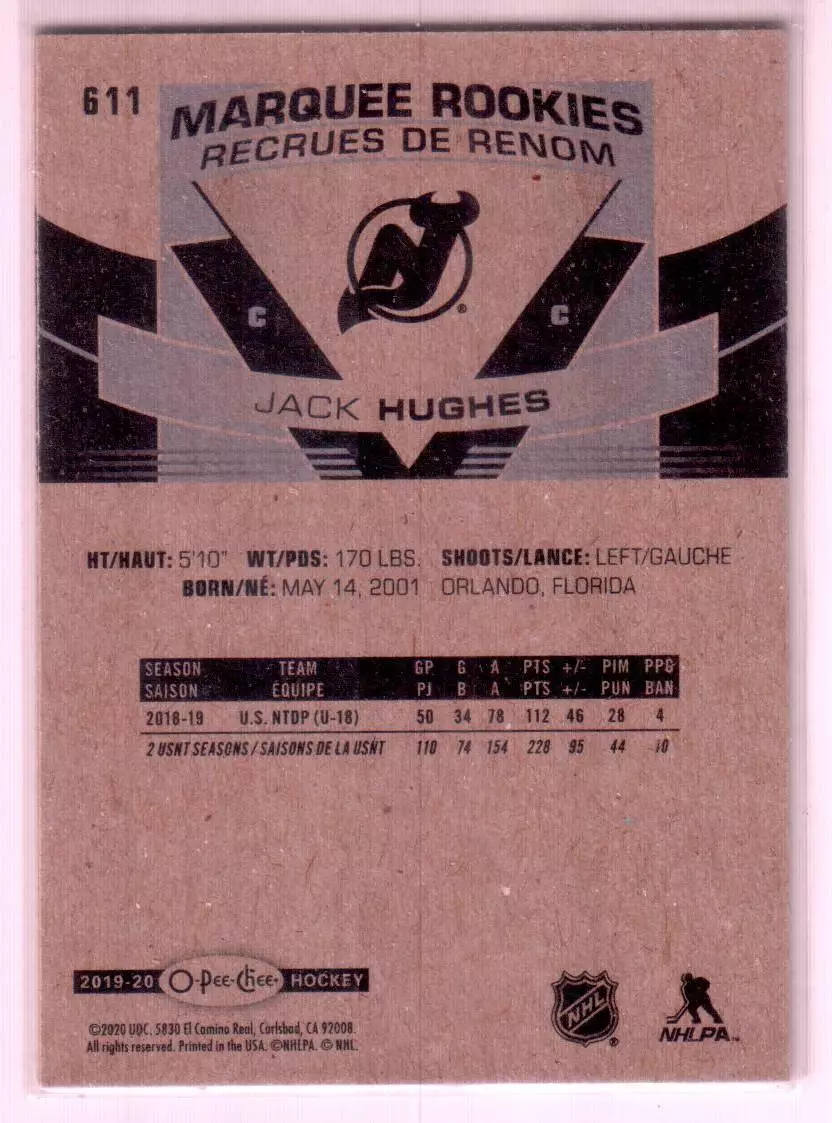 611
MARQUEE ROOKIES
RECRUES DE RENOM
C C
JACK HUGHES
HT/HAUT: 5'10" WT/PDS: 170 LBS. SHOOTS/LANCE: LEFT/GAUCHE
BORN/NÉ: MAY 14, 2001 ORLANDO, FLORIDA
SEASON TEAM GP G A PTS +/- PIM PPG
SAISON ÉQUIPE PJ B A PTS +/- PUN BAN
2018-19 U.S. NTDP (U-18) 50 34 78 112 46 28 4
2 USNT SEASONS / SAISONS DE LA USNT 110 74 154 228 95 44 10
2019-20 O-Pee-Chee HOCKEY
©2020 UDC. 5830 El Camino Real, Carlsbad, CA 92008.
All rights reserved. Printed in the USA. ©NHLPA. © NHL.
NHL ®
NHLPA™